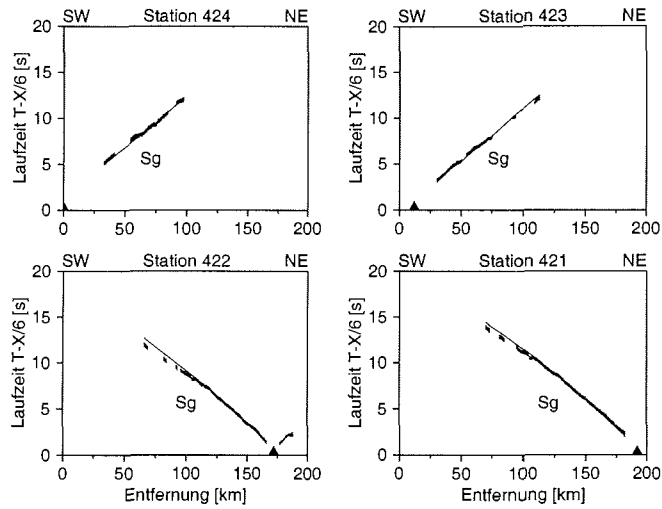 SW Station 424 NE
Laufzeit T-X/6 [s]
20
15
10
5
0
Sg
0 50 100 150 200
SW Station 423 NE
Laufzeit T-X/6 [s]
20
15
10
5
0
Sg
0 50 100 150 200
SW Station 422 NE
Laufzeit T-X/6 [s]
20
15
10
5
0
Sg
0 50 100 150 200
Entfernung [km]
SW Station 421 NE
Laufzeit T-X/6 [s]
20
15
10
5
0
Sg
0 50 100 150 200
Entfernung [km]